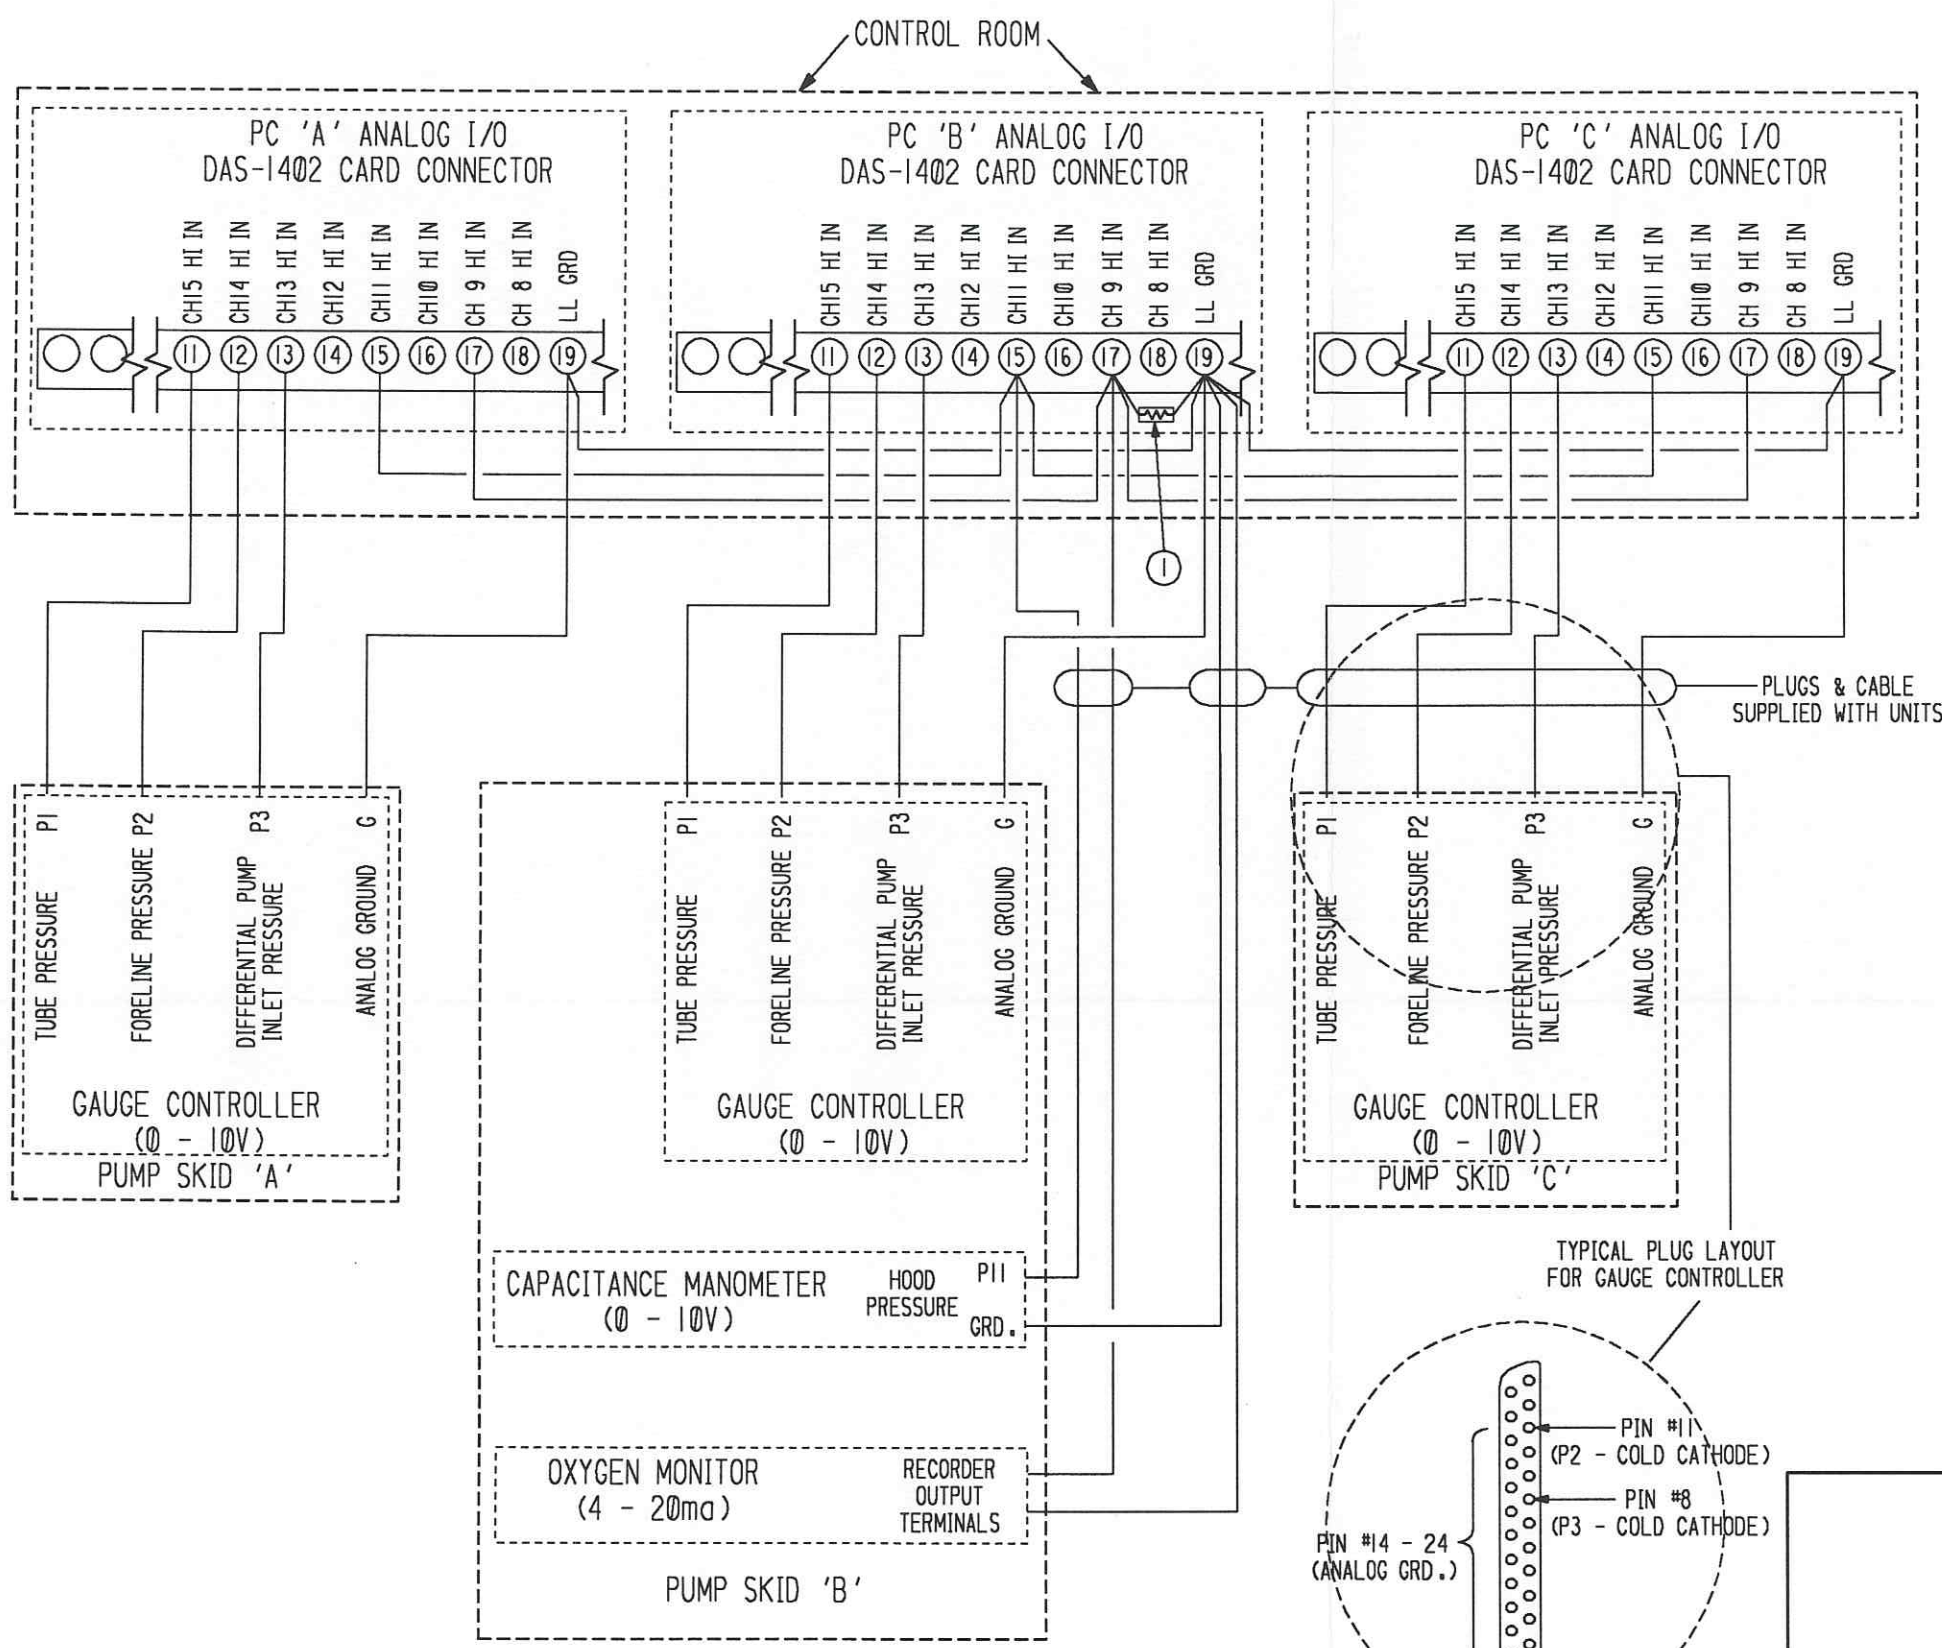 CONTROL ROOM
PC 'A' ANALOG I/O
DAS-1402 CARD CONNECTOR
CH15 HI IN
CH14 HI IN
CH13 HI IN
CH12 HI IN
CH11 HI IN
CH10 HI IN
CH 9 HI IN
CH 8 HI IN
LL GRD
11 12 13 14 15 16 17 18 19
PC 'B' ANALOG I/O
DAS-1402 CARD CONNECTOR
CH15 HI IN
CH14 HI IN
CH13 HI IN
CH12 HI IN
CH11 HI IN
CH10 HI IN
CH 9 HI IN
CH 8 HI IN
LL GRD
11 12 13 14 15 16 17 18 19
1
PC 'C' ANALOG I/O
DAS-1402 CARD CONNECTOR
CH15 HI IN
CH14 HI IN
CH13 HI IN
CH12 HI IN
CH11 HI IN
CH10 HI IN
CH 9 HI IN
CH 8 HI IN
LL GRD
11 12 13 14 15 16 17 18 19
PLUGS & CABLE
SUPPLIED WITH UNITS
TUBE PRESSURE P1
FORELINE PRESSURE P2
DIFFERENTIAL PUMP P3
INLET PRESSURE
ANALOG GROUND G
GAUGE CONTROLLER
(0 - 10V)
PUMP SKID 'A'
TUBE PRESSURE P1
FORELINE PRESSURE P2
DIFFERENTIAL PUMP P3
INLET PRESSURE
ANALOG GROUND G
GAUGE CONTROLLER
(0 - 10V)
TUBE PRESSURE P1
FORELINE PRESSURE P2
DIFFERENTIAL PUMP P3
INLET PRESSURE
ANALOG GROUND G
GAUGE CONTROLLER
(0 - 10V)
PUMP SKID 'C'
CAPACITANCE MANOMETER
(0 - 10V)
HOOD
PRESSURE
P11
GRD.
OXYGEN MONITOR
(4 - 20ma)
RECORDER
OUTPUT
TERMINALS
PUMP SKID 'B'
TYPICAL PLUG LAYOUT
FOR GAUGE CONTROLLER
PIN #11
(P2 - COLD CATHODE)
PIN #8
(P3 - COLD CATHODE)
PIN #14 - 24
(ANALOG GRD.)